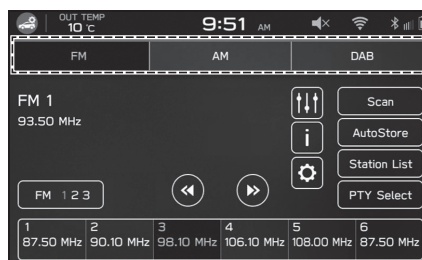 OUT TEMP
10 °C
9:51 AM
FM AM DAB
FM 1
93.50 MHz
Scan
AutoStore
Station List
PTY Select
FM 1 2 3
1 2 3 4 5 6
87.50 MHz 90.10 MHz 98.10 MHz 106.10 MHz 108.00 MHz 87.50 MHz